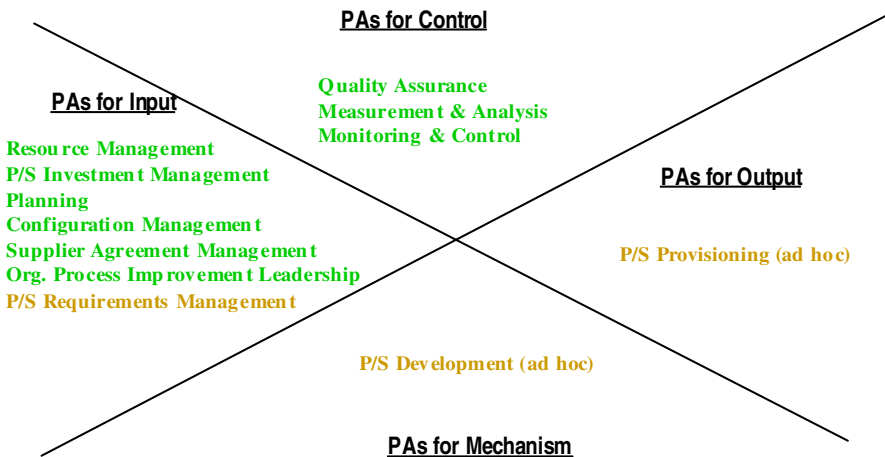 PAs for Control
Quality Assurance
Measurement & Analysis
Monitoring & Control
PAs for Input
Resource Management
P/S Investment Management
Planning
Configuration Management
Supplier Agreement Management
Org. Process Improvement Leadership
P/S Requirements Management
PAs for Output
P/S Provisioning (ad hoc)
P/S Development (ad hoc)
PAs for Mechanism